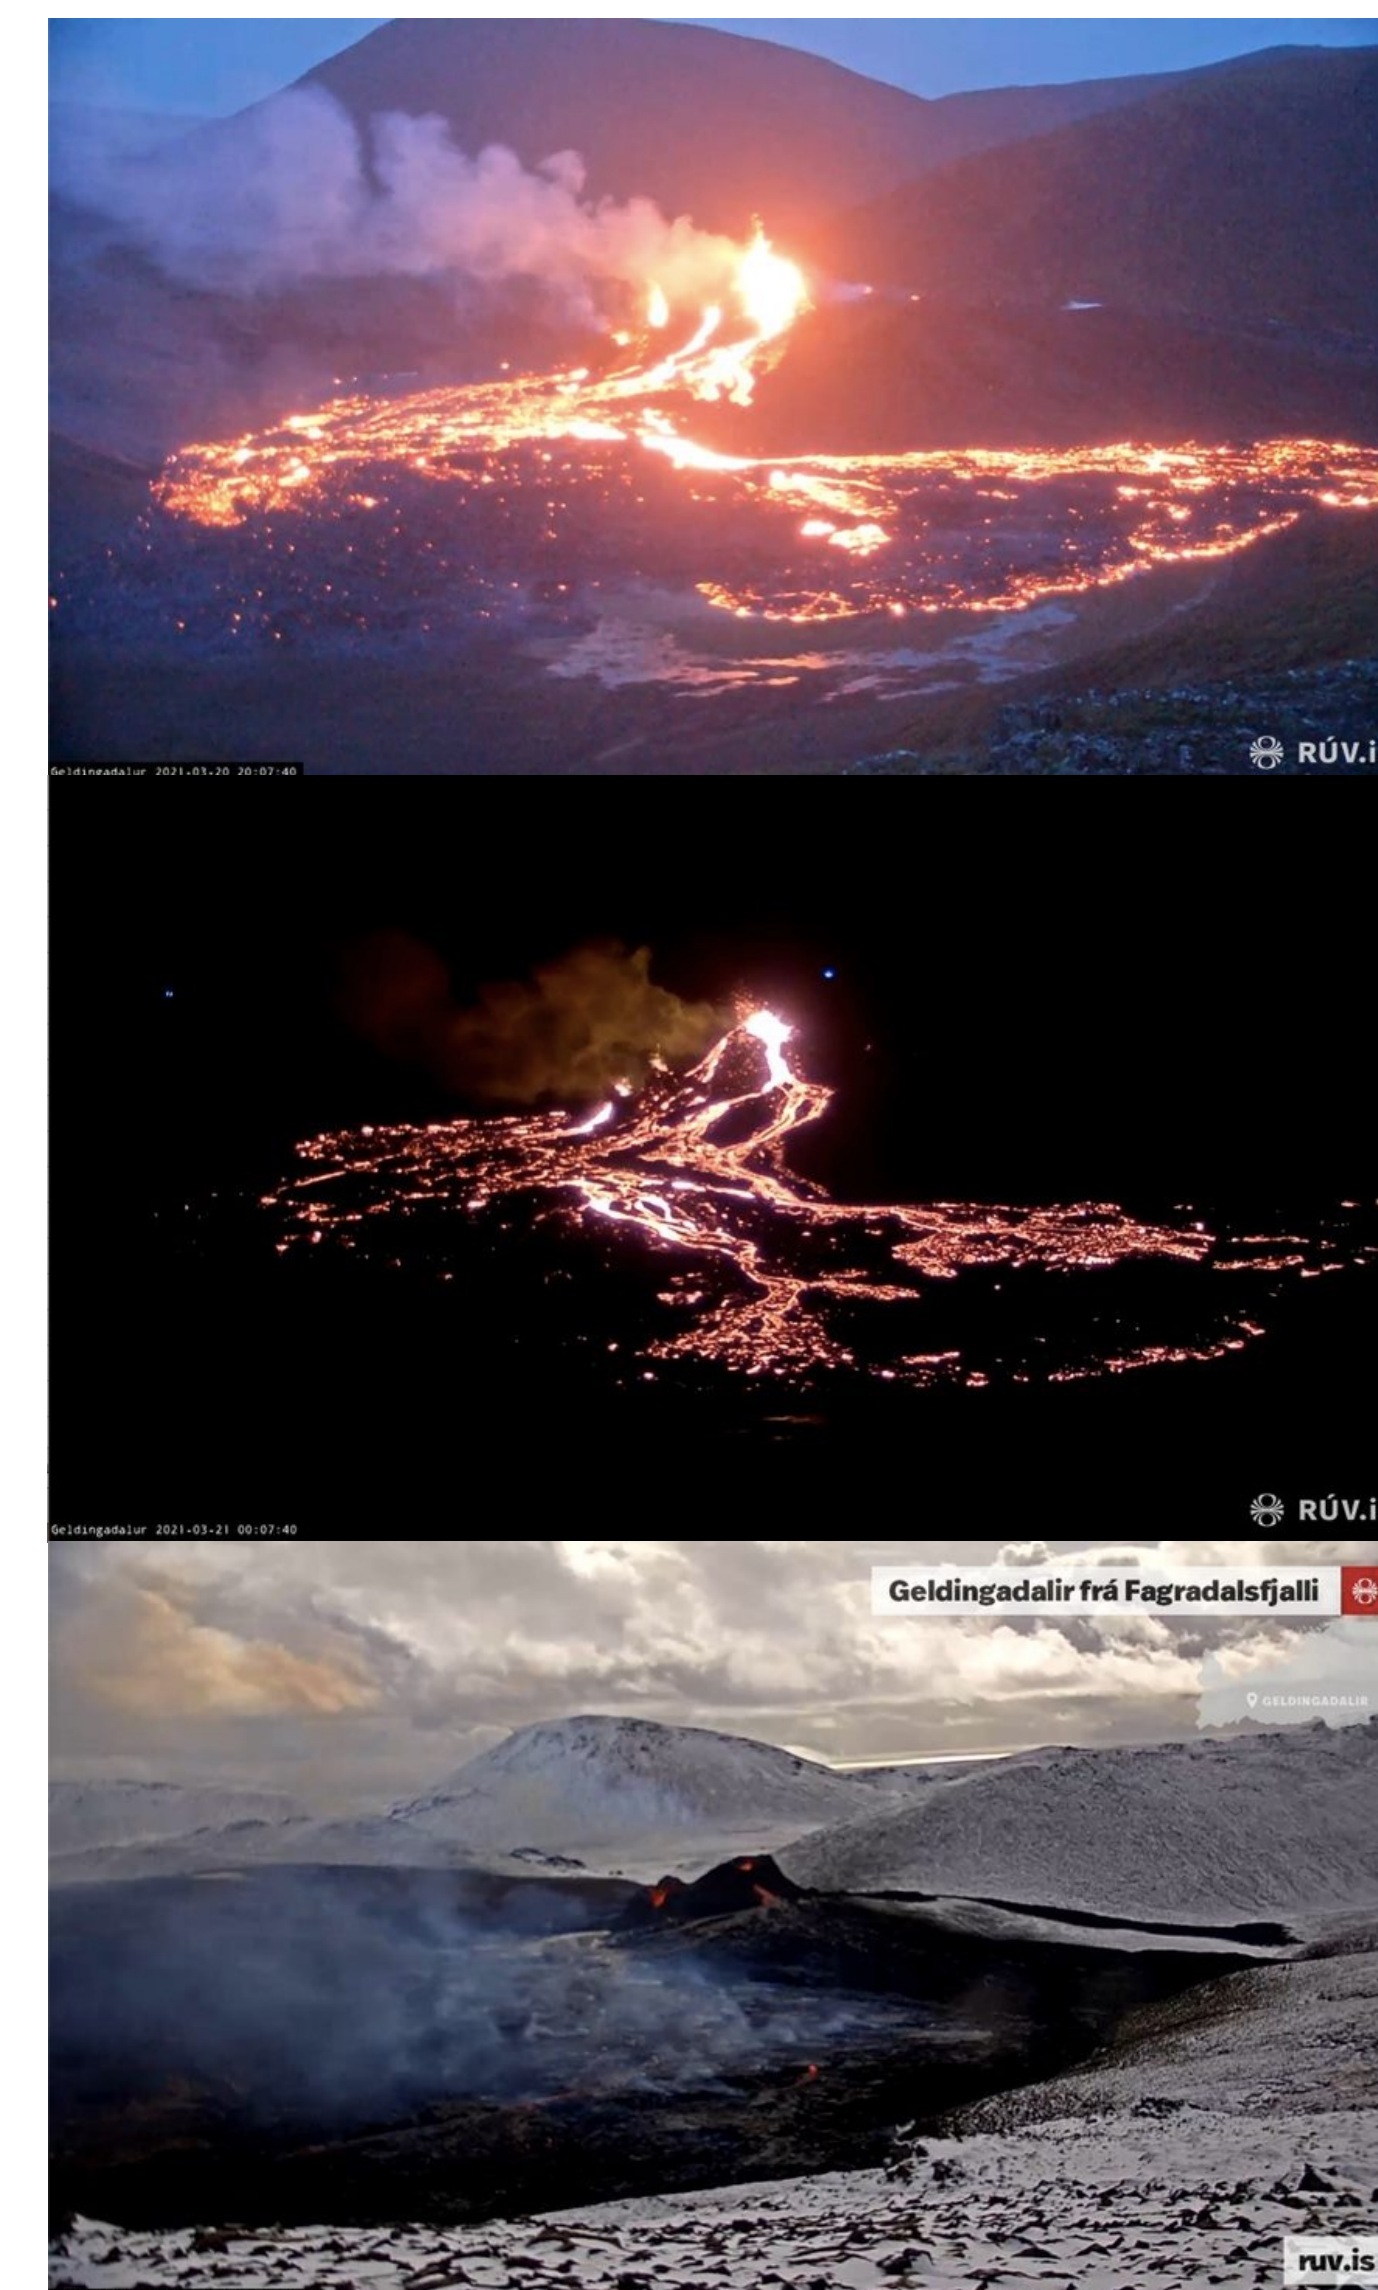 Geldingadalur 2021-03-20 20:07:40
RÚV.i
Geldingadalur 2021-03-21 00:07:40
RÚV.i
Geldingadalir frá Fagradalsfjalli
GELDINGADALIR
ruv.is